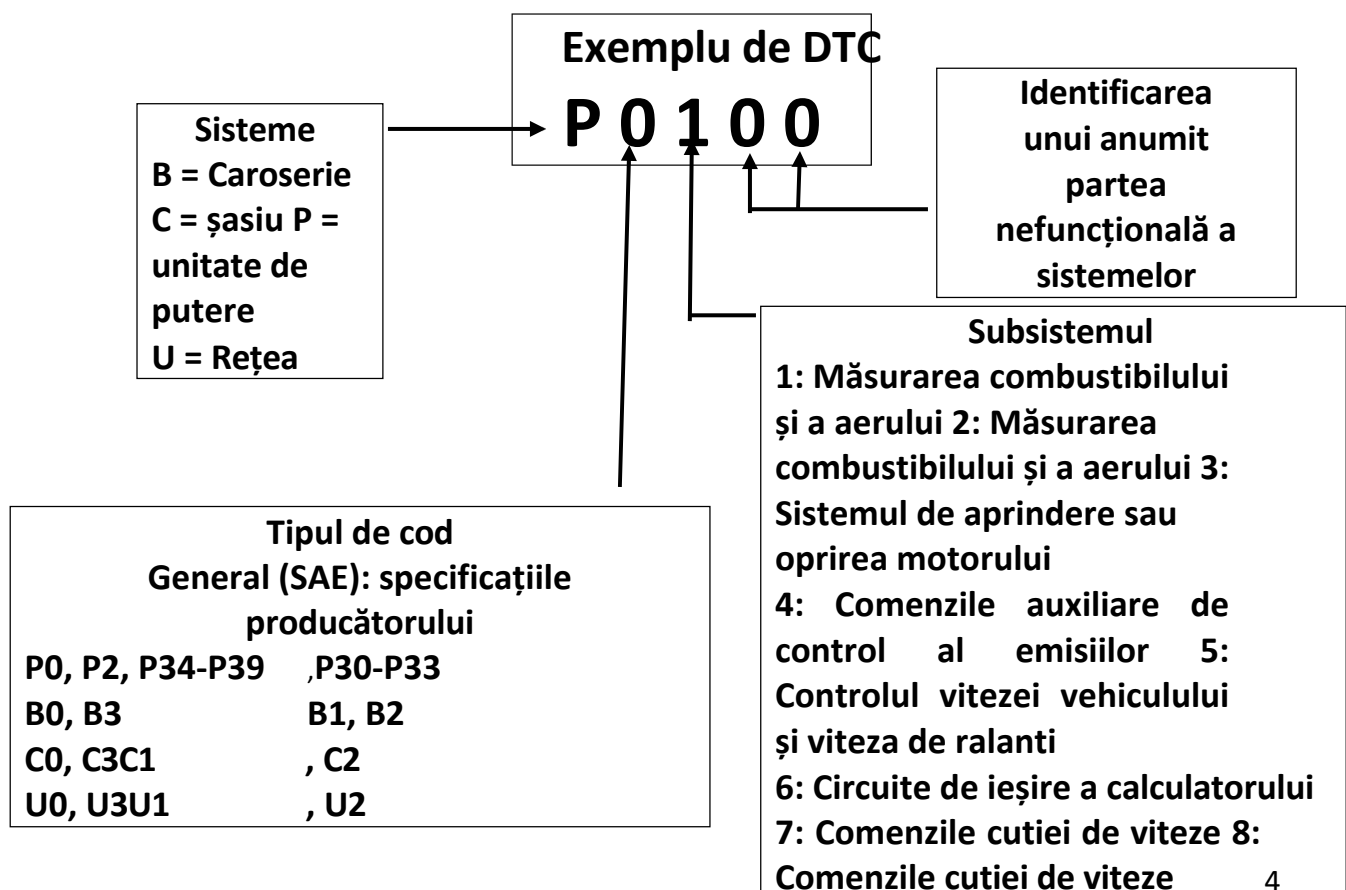 Exemplu de DTC
P 0 1 0 0
Sisteme
B = Caroserie
C = șasiu P =
unitate de
putere
U = Rețea
Identificarea
unui anumit
partea
nefuncțională a
sistemelor
Tipul de cod
General (SAE): specificațiile
producătorului
P0, P2, P34-P39 ,P30-P33
B0, B3 B1, B2
C0, C3C1 , C2
U0, U3U1 , U2
Subsistemul
1: Măsurarea combustibilului
și a aerului 2: Măsurarea
combustibilului și a aerului 3:
Sistemul de aprindere sau
oprirea motorului
4: Comenzile auxiliare de
control al emisiilor 5:
Controlul vitezei vehiculului
și viteza de ralanti
6: Circuite de ieșire a calculatorului
7: Comenzile cutiei de viteze 8:
Comenzile cutiei de viteze
4